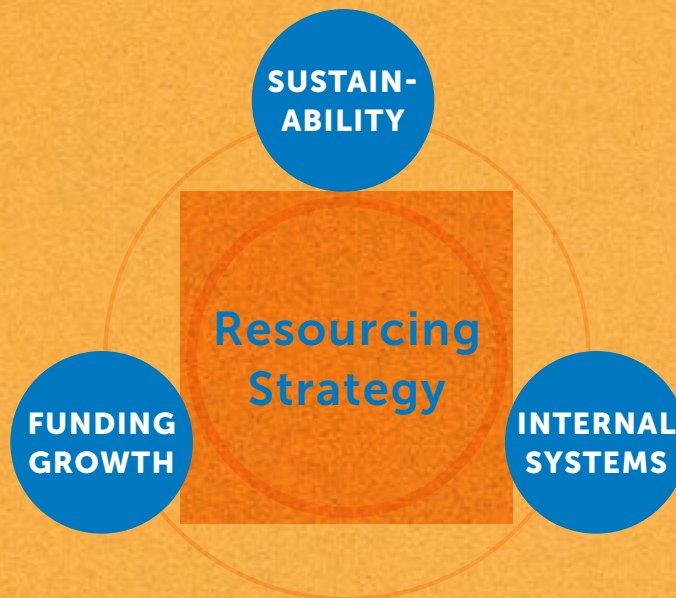 SUSTAIN-
ABILITY
Resourcing
Strategy
FUNDING
GROWTH
INTERNAL
SYSTEMS